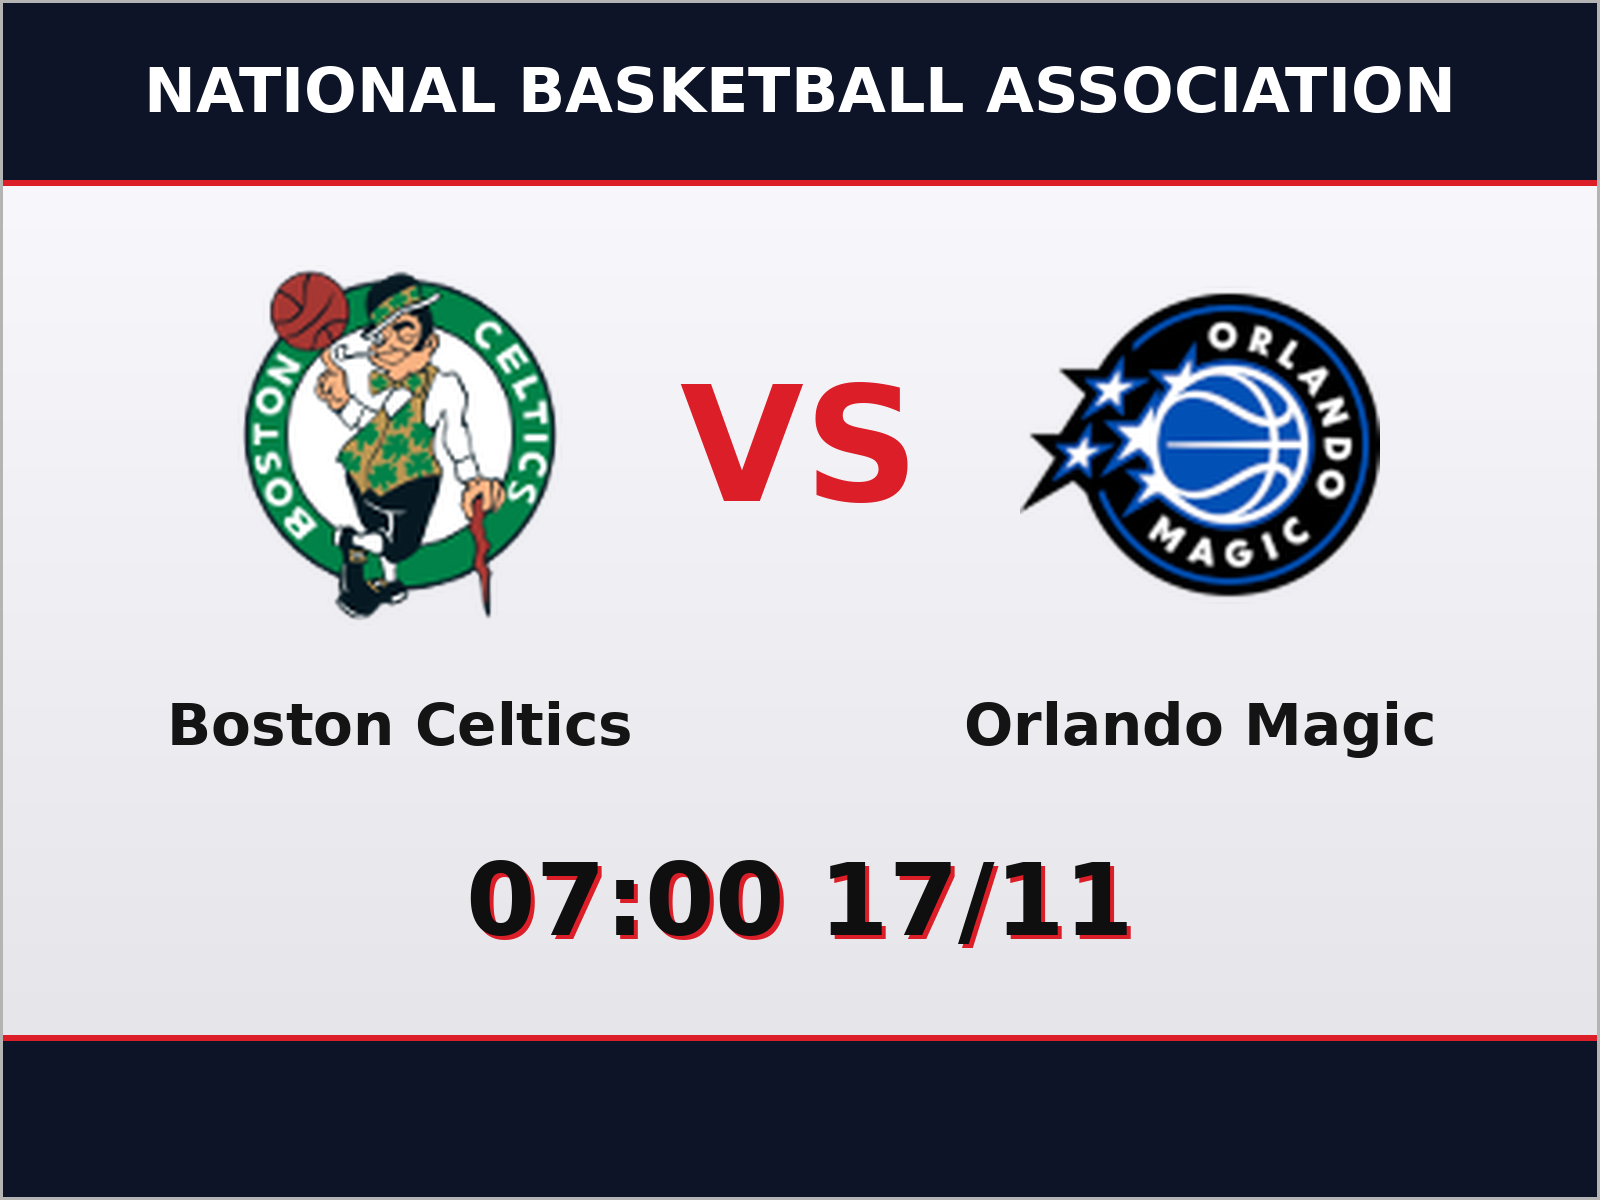 NATIONAL BASKETBALL ASSOCIATION
BOSTON CELTICS
VS
ORLANDO MAGIC
Boston Celtics
Orlando Magic
07:00 17/11